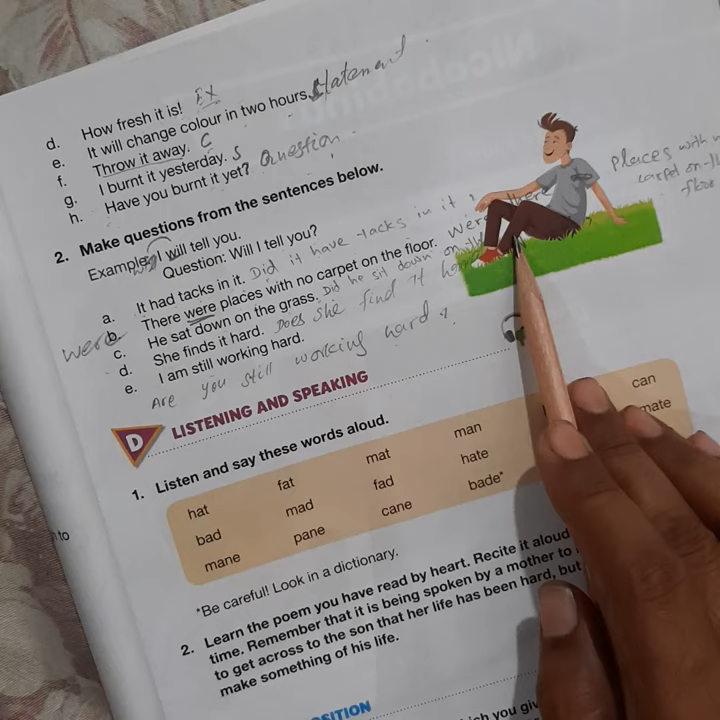 d. How fresh it is! Ex
e. It will change colour in two hours. Statement.
f. Throw it away. C
g. I burnt it yesterday. S
h. Have you burnt it yet? Question.
2. Make questions from the sentences below.
Example: I will tell you.
Question: Will I tell you?
a. It had tacks in it. Did it have tacks in it?
b. There were places with no carpet on the floor. Were there
places with
carpet on
floor
were
c. He sat down on the grass. Did he sit down on
d. She finds it hard. Does she find it
e. I am still working hard.
Are you still working hard?
D LISTENING AND SPEAKING
1. Listen and say these words aloud.
hat fat mat man can
bad mad fad hate mate
mane pane cane bade*
*Be careful! Look in a dictionary.
2. Learn the poem you have read by heart. Recite it aloud
time. Remember that it is being spoken by a mother to
to get across to the son that her life has been hard, but
make something of his life.
to